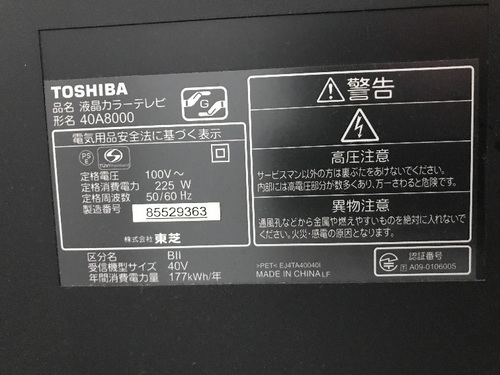 TOSHIBA
品名 液晶カラーテレビ
形名 40A8000
G
電気用品安全法に基づく表示
PS
E
定格電圧 100V～
定格消費電力 225 W
定格周波数 50/60 Hz
製造番号 85529363
株式会社 東芝
区分名 BII
受信機型サイズ 40V
年間消費電力量 177kWh/年
警告
高圧注意
サービスマン以外の方は裏ぶたをあけないでください。
内部には高電圧部分が数多くあり、万一さわると危険です。
異物注意
通風孔などから金属や燃えやすいものを絶対に入れない
でください。火災・感電の原因となります。
>PET< EJ4TA40040I
MADE IN CHINA LF
認証番号
A09-0106005